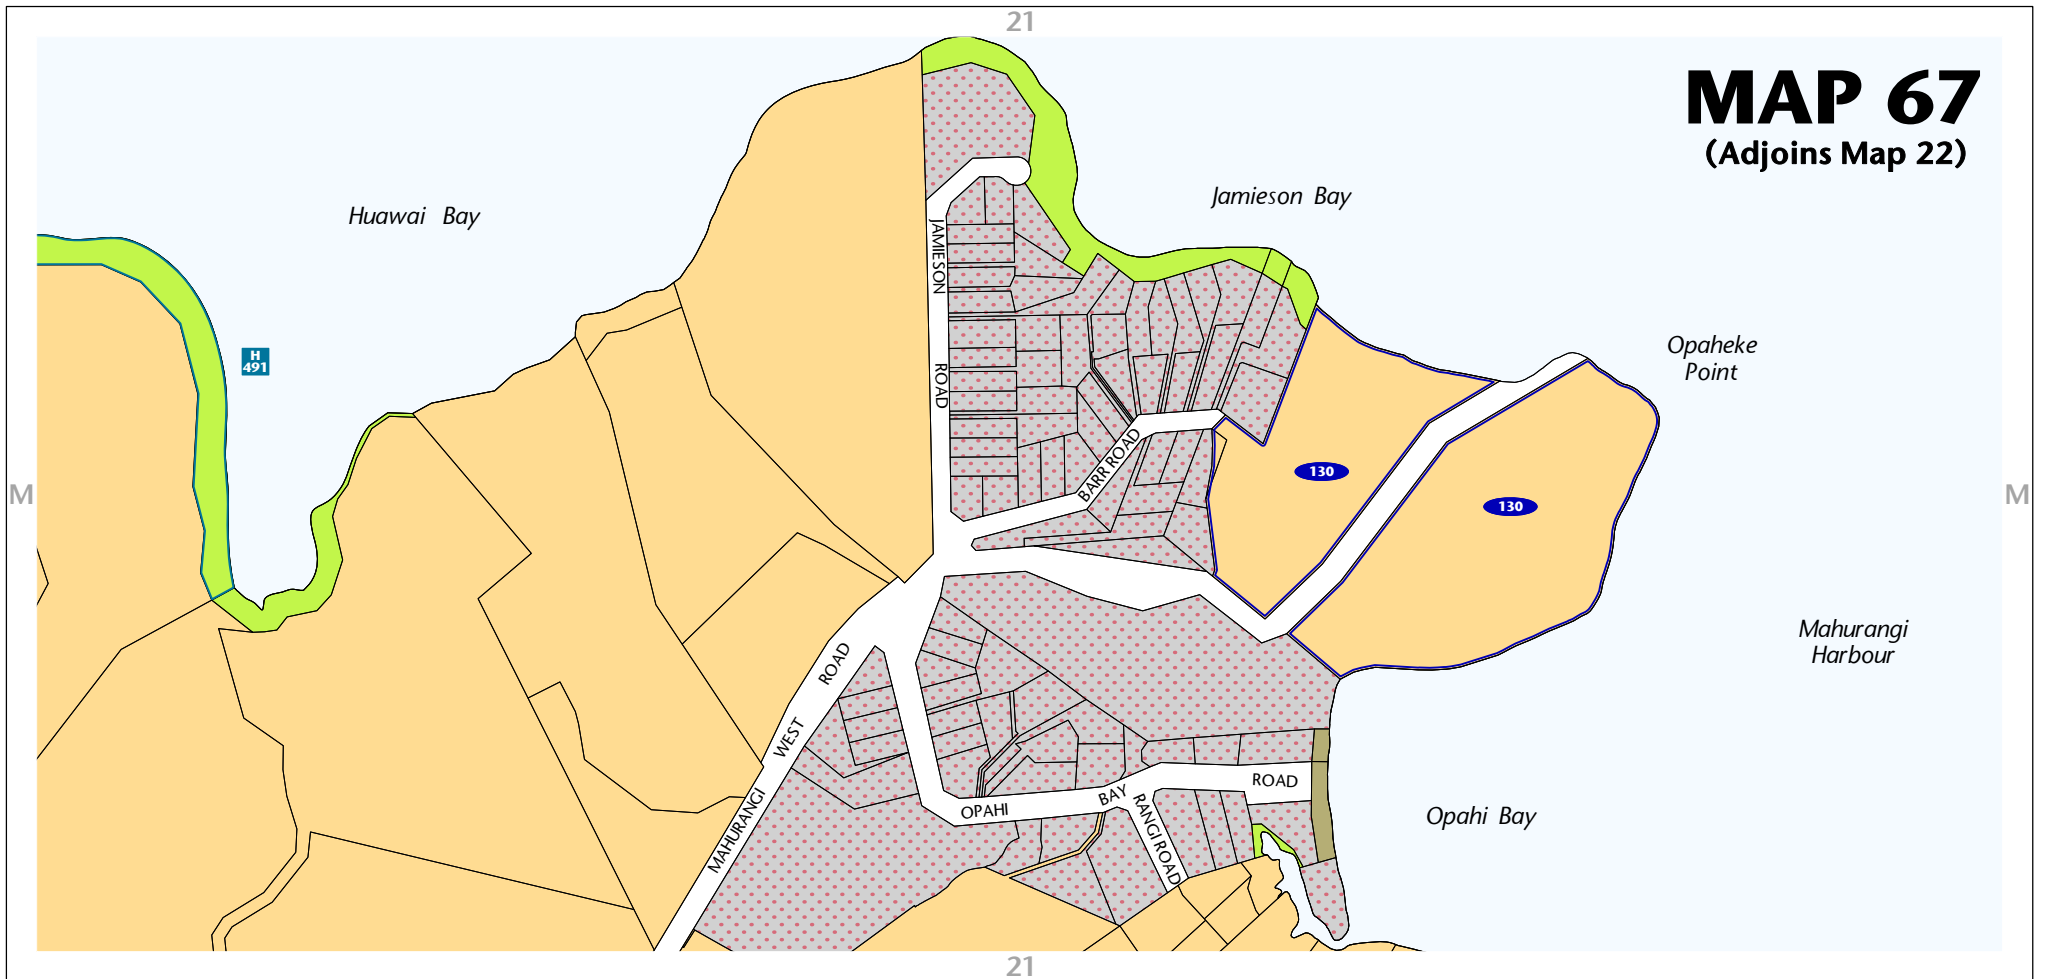 21
MAP 67
(Adjoins Map 22)
Huawai Bay
Jamieson Bay
JAMIESON
ROAD
H
491
Opaheke
Point
BARR ROAD
130
130
M
M
Mahurangi
Harbour
MAHURANGI
WEST
ROAD
OPAHI
BAY
ROAD
RANGI ROAD
Opahi Bay
21